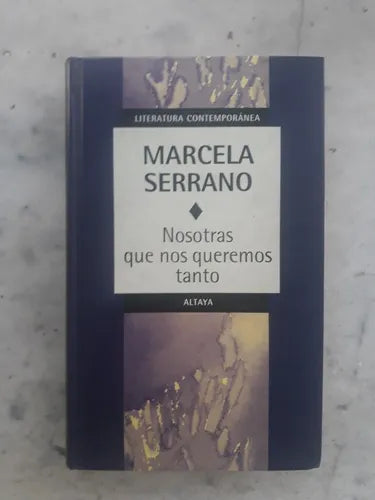 LITERATURA CONTEMPORÁNEA
MARCELA
SERRANO
Nosotras
que nos queremos
tanto
ALTAYA